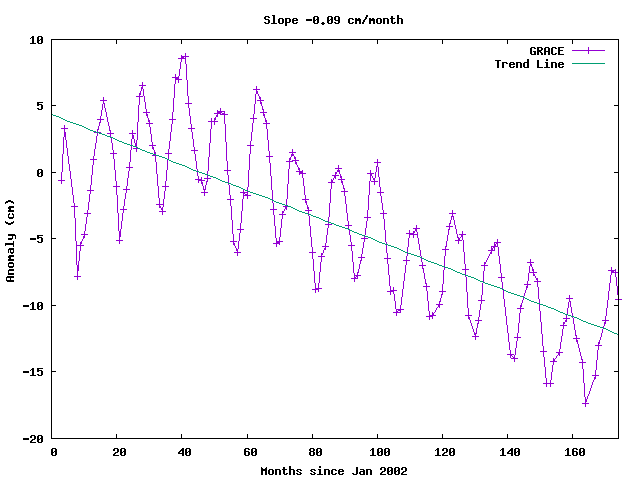 Slope -0.09 cm/month
GRACE
Trend Line
10
5
0
-5
-10
-15
-20
Anomaly (cm)
0 20 40 60 80 100 120 140 160
Months since Jan 2002